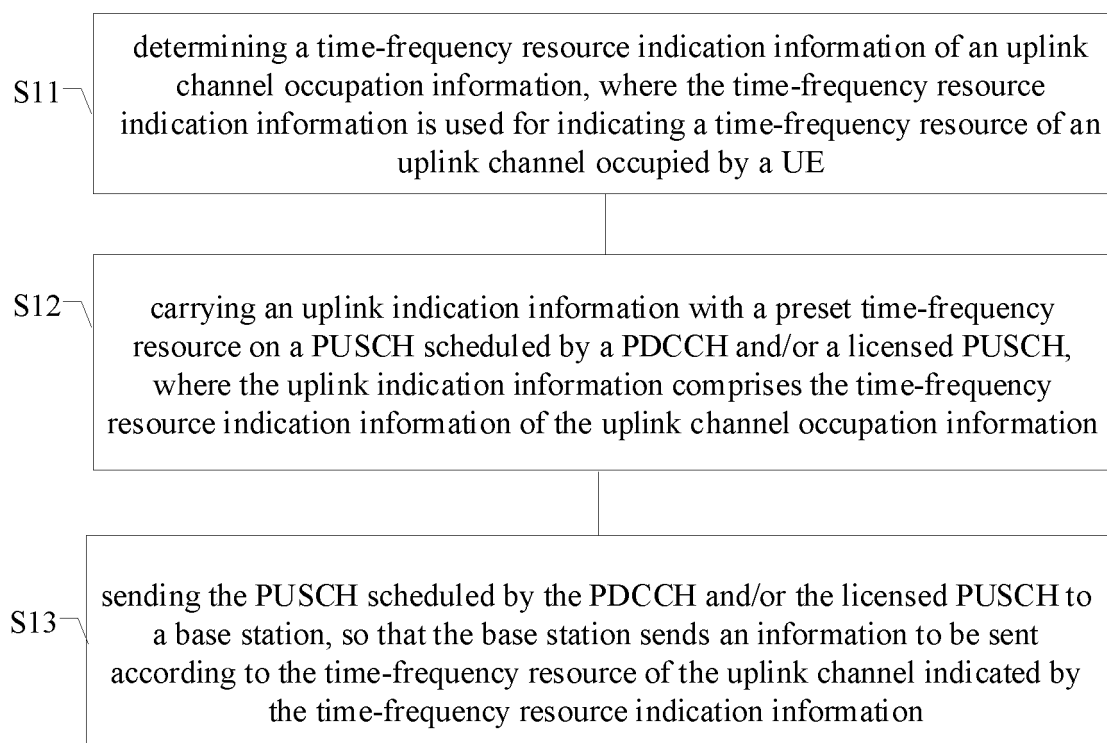 determining a time-frequency resource indication information of an uplink
channel occupation information, where the time-frequency resource
S11
indication information is used for indicating a time-frequency resource of an
uplink channel occupied by a UE
S12
carrying an uplink indication information with a preset time-frequency
resource on a PUSCH scheduled by a PDCCH and/or a licensed PUSCH,
where the uplink indication information comprises the time-frequency
resource indication information of the uplink channel occupation information
sending the PUSCH scheduled by the PDCCH and/or the licensed PUSCH to
S13
a base station, so that the base station sends an information to be sent
according to the time-frequency resource of the uplink channel indicated by
the time-frequency resource indication information